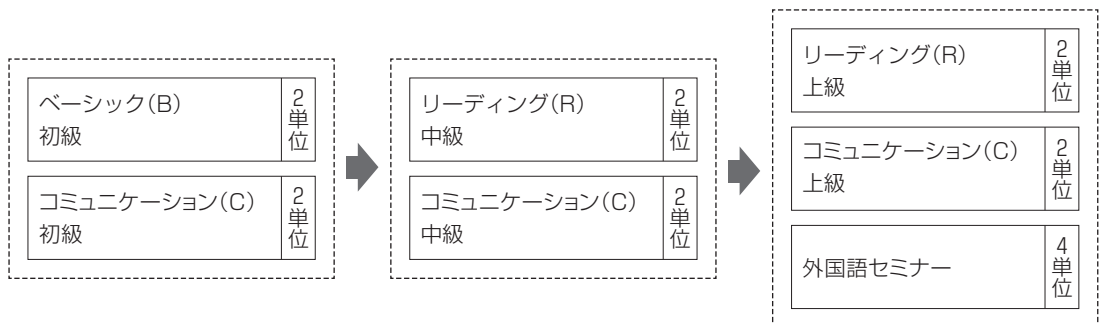 ベーシック(B)
初級
2単位
コミュニケーション(C)
初級
2単位
リーディング(R)
中級
2単位
コミュニケーション(C)
中級
2単位
リーディング(R)
上級
2単位
コミュニケーション(C)
上級
2単位
外国語セミナー
4単位